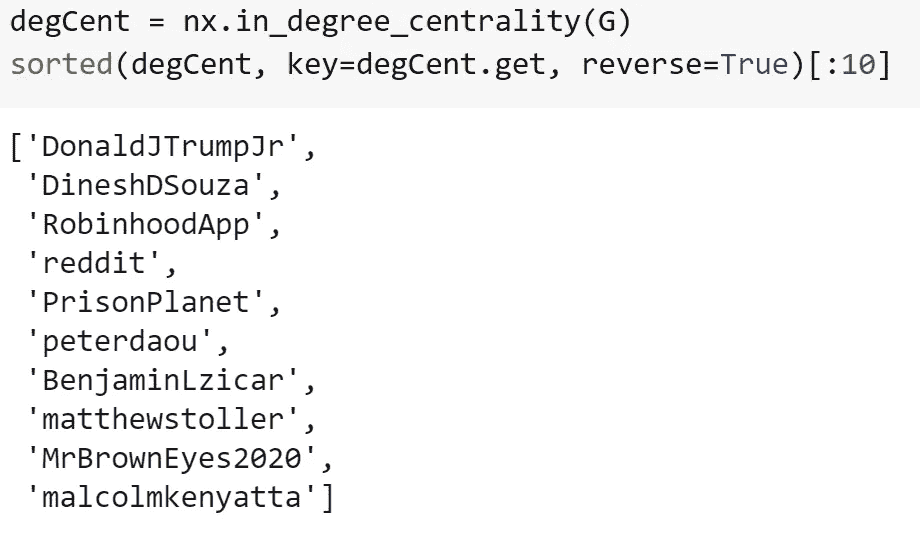 degCent = nx.in_degree_centrality(G)
sorted(degCent, key=degCent.get, reverse=True)[:10]
['DonaldJTrumpJr',
'DineshDSouza',
'RobinhoodApp',
'reddit',
'PrisonPlanet',
'peterdaou',
'BenjaminLzicar',
'matthewstoller',
'MrBrownEyes2020',
'malcolmkenyatta']